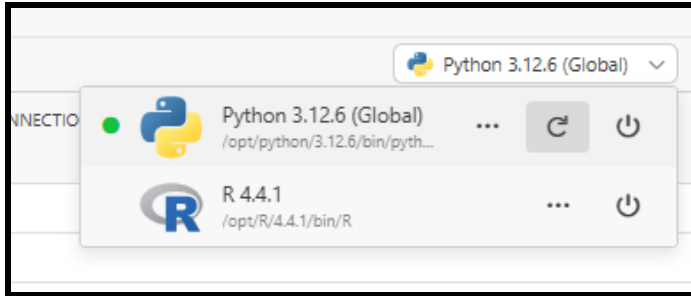 Python 3.12.6 (Global)
NNECTIO
Python 3.12.6 (Global)
/opt/python/3.12.6/bin/pyth...
R 4.4.1
/opt/R/4.4.1/bin/R